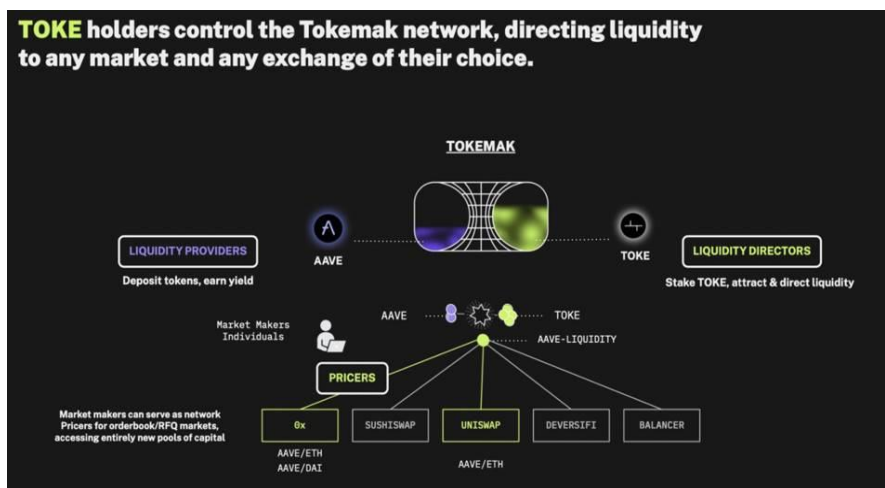 TOKE holders control the Tokemak network, directing liquidity
to any market and any exchange of their choice.
TOKEMAK
LIQUIDITY PROVIDERS
Deposit tokens, earn yield
AAVE
TOKE
LIQUIDITY DIRECTORS
Stake TOKE, attract & direct liquidity
AAVE
TOKE
AAVE-LIQUIDITY
Market Makers
Individuals
PRICERS
Market makers can serve as network
Pricers for orderbook/RFQ markets,
accessing entirely new pools of capital
0x
SUSHISWAP
UNISWAP
DEVERSIFI
BALANCER
AAVE/ETH
AAVE/DAI
AAVE/ETH